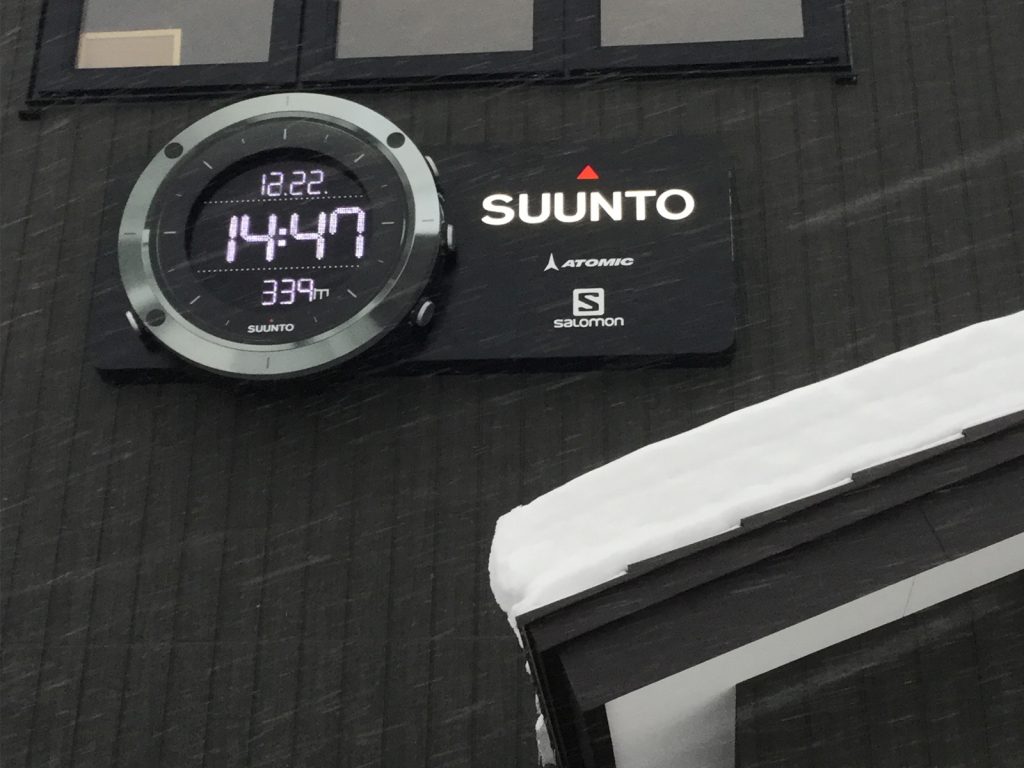 12.22.
14:47
339m
SUUNTO
SUUNTO
ATOMIC
S
salomon